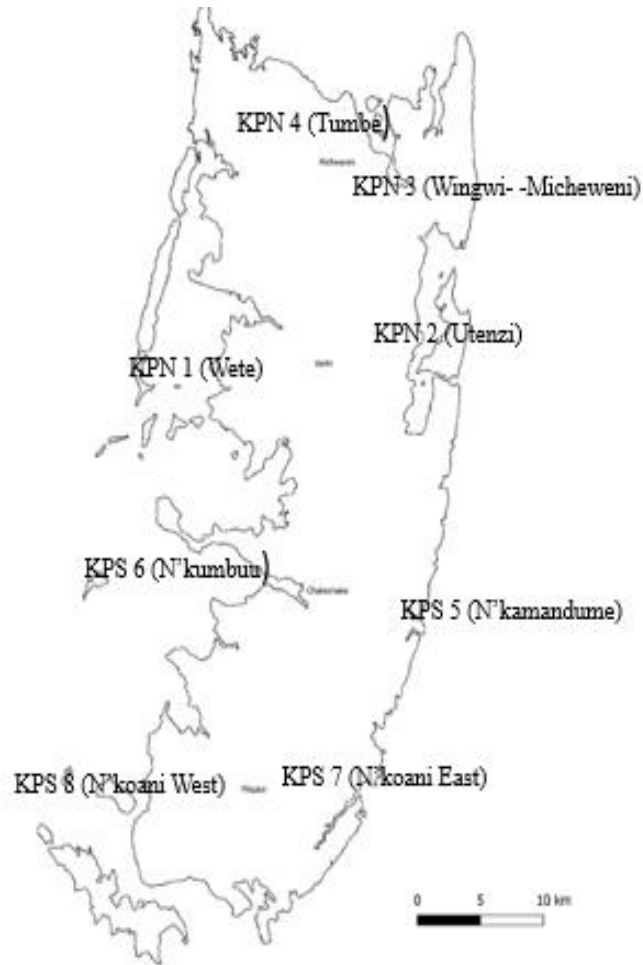 KPN 4 (Tumbe)
KPN 3 (Wingwi- -Micheweni)
KPN 2 (Utenzi)
KPN 1 (Wete)
KPS 6 (N'kumbuu)
KPS 5 (N'kamandume)
KPS 7 (N'koani East)
KPS 8 (N'koani West)
0 5 10 km